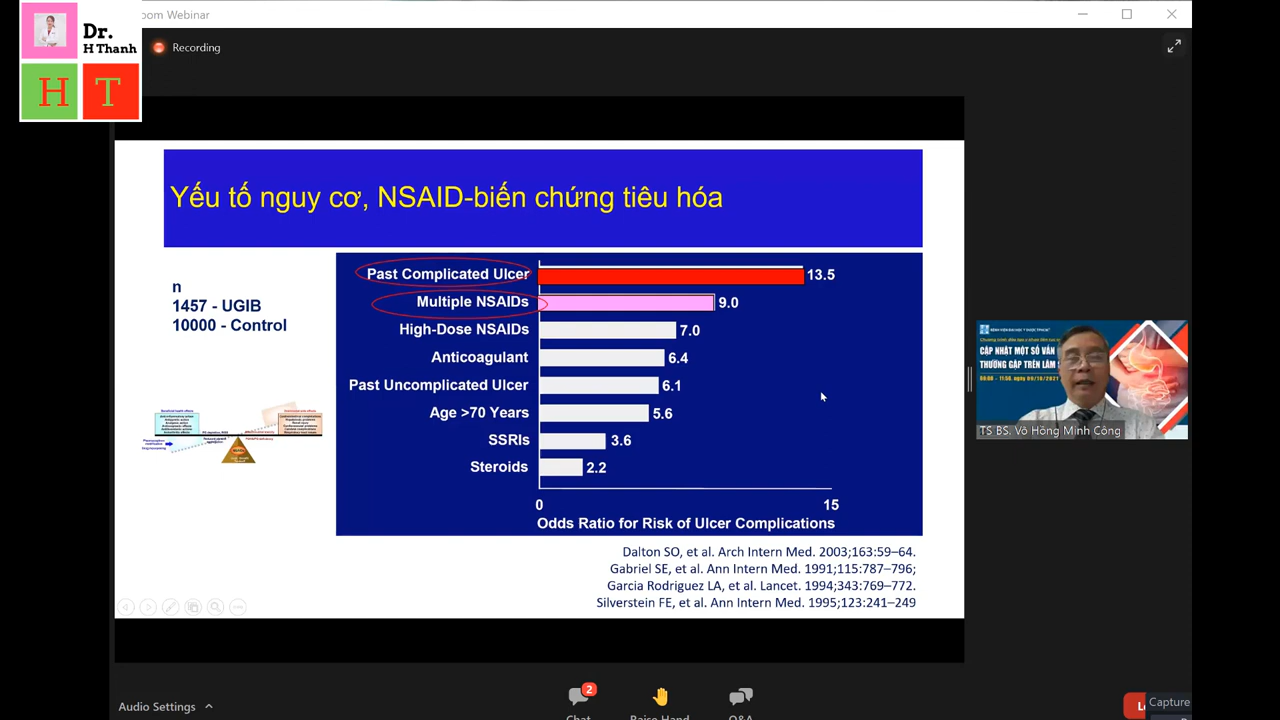 oom Webinar
Dr.
H Thanh
H T
Recording
Yếu tố nguy cơ, NSAID-biến chứng tiêu hóa
n
1457 - UGIB
10000 - Control
Past Complicated Ulcer 13.5
Multiple NSAIDs 9.0
High-Dose NSAIDs 7.0
Anticoagulant 6.4
Past Uncomplicated Ulcer 6.1
Age >70 Years 5.6
SSRIs 3.6
Steroids 2.2
0 15
Odds Ratio for Risk of Ulcer Complications
Dalton SO, et al. Arch Intern Med. 2003;163:59–64.
Gabriel SE, et al. Ann Intern Med. 1991;115:787–796;
Garcia Rodriguez LA, et al. Lancet. 1994;343:769–772.
Silverstein FE, et al. Ann Intern Med. 1995;123:241–249
CẬP NHẬT MỘT SỐ VẤN
THƯỜNG GẶP TRÊN LÂM
TS BS. Võ Hồng Minh Công
Audio Settings
2
Chat
Raise Hand
Q&A
Capture